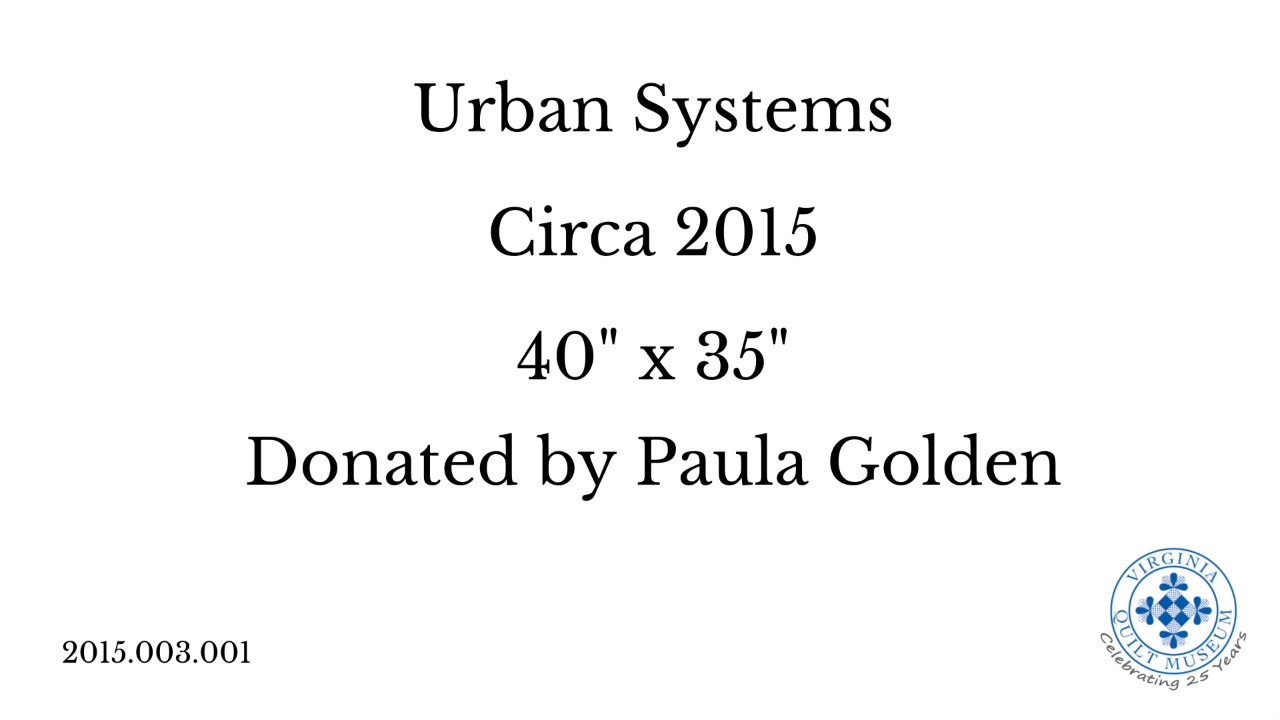 Urban Systems
Circa 2015
40" x 35"
Donated by Paula Golden
2015.003.001
VIRGINIA
QUILT MUSEUM
Celebrating 25 Years